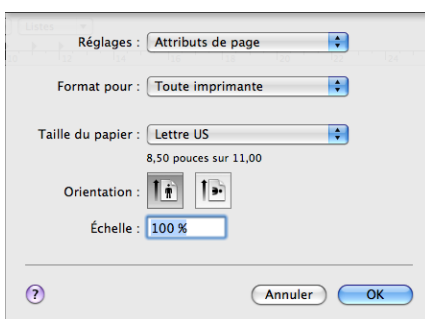 Réglages : Attributs de page
Format pour : Toute imprimante
Taille du papier : Lettre US
8,50 pouces sur 11,00
Orientation :
Échelle : 100 %
? Annuler OK